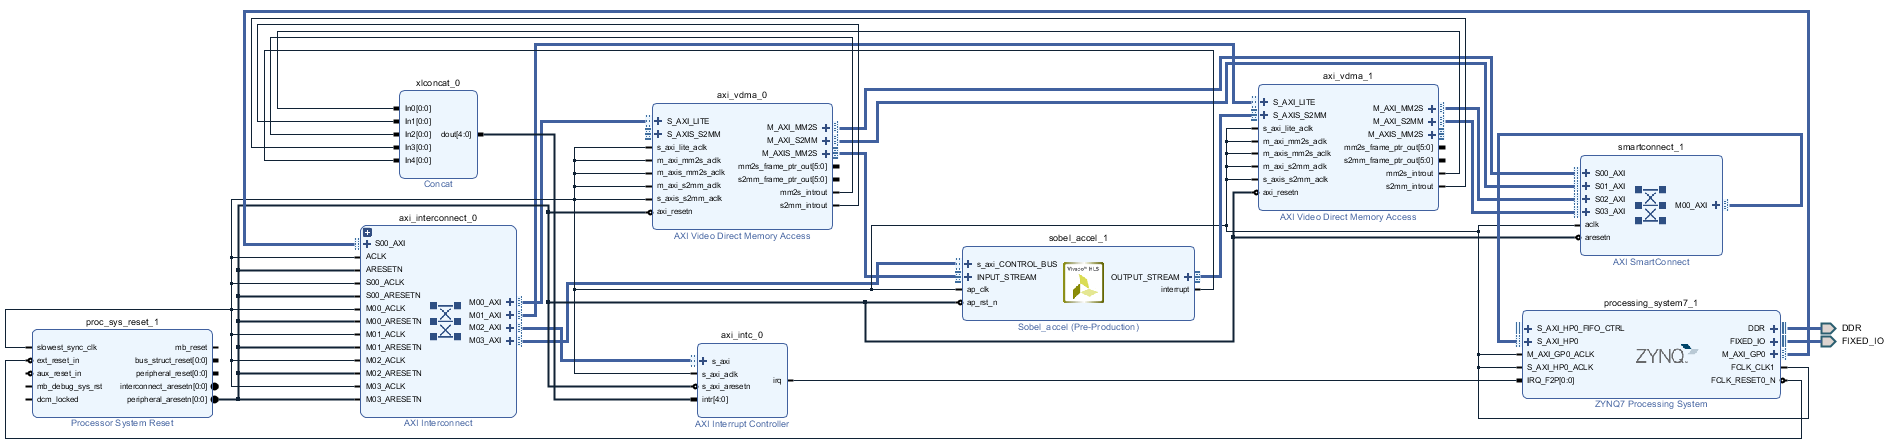 xlconcat_0
In0[0:0]
In1[0:0]
In2[0:0]
In3[0:0]
In4[0:0]
dout[4:0]
Concat
axi_vdma_0
S_AXI_LITE
S_AXIS_S2MM
s_axi_lite_aclk
m_axi_mm2s_aclk
m_axis_mm2s_aclk
m_axi_s2mm_aclk
s_axis_s2mm_aclk
axi_resetn
M_AXI_MM2S
M_AXI_S2MM
M_AXIS_MM2S
mm2s_frame_ptr_out[5:0]
s2mm_frame_ptr_out[5:0]
mm2s_introut
s2mm_introut
AXI Video Direct Memory Access
axi_vdma_1
S_AXI_LITE
S_AXIS_S2MM
s_axi_lite_aclk
m_axi_mm2s_aclk
m_axis_mm2s_aclk
m_axi_s2mm_aclk
s_axis_s2mm_aclk
axi_resetn
M_AXI_MM2S
M_AXI_S2MM
M_AXIS_MM2S
mm2s_frame_ptr_out[5:0]
s2mm_frame_ptr_out[5:0]
mm2s_introut
s2mm_introut
AXI Video Direct Memory Access
smartconnect_1
S00_AXI
S01_AXI
S02_AXI
S03_AXI
aclk
aresetn
M00_AXI
AXI SmartConnect
axi_interconnect_0
S00_AXI
ACLK
ARESETN
S00_ACLK
S00_ARESETN
M00_ACLK
M00_ARESETN
M01_ACLK
M01_ARESETN
M02_ACLK
M02_ARESETN
M03_ACLK
M03_ARESETN
M00_AXI
M01_AXI
M02_AXI
M03_AXI
AXI Interconnect
sobel_accel_1
s_axi_CONTROL_BUS
INPUT_STREAM
ap_clk
ap_rst_n
Vivado™ HLS
OUTPUT_STREAM
interrupt
Sobel_accel (Pre-Production)
proc_sys_reset_1
slowest_sync_clk
ext_reset_in
aux_reset_in
mb_debug_sys_rst
dcm_locked
mb_reset
bus_struct_reset[0:0]
peripheral_reset[0:0]
interconnect_aresetn[0:0]
peripheral_aresetn[0:0]
Processor System Reset
axi_intc_0
s_axi
s_axi_aclk
s_axi_aresetn
intr[4:0]
irq
AXI Interrupt Controller
processing_system7_1
S_AXI_HP0_FIFO_CTRL
S_AXI_HP0
M_AXI_GP0_ACLK
S_AXI_HP0_ACLK
IRQ_F2P[0:0]
ZYNQ
DDR
FIXED_IO
M_AXI_GP0
FCLK_CLK1
FCLK_RESET0_N
ZYNQ7 Processing System
DDR
FIXED_IO